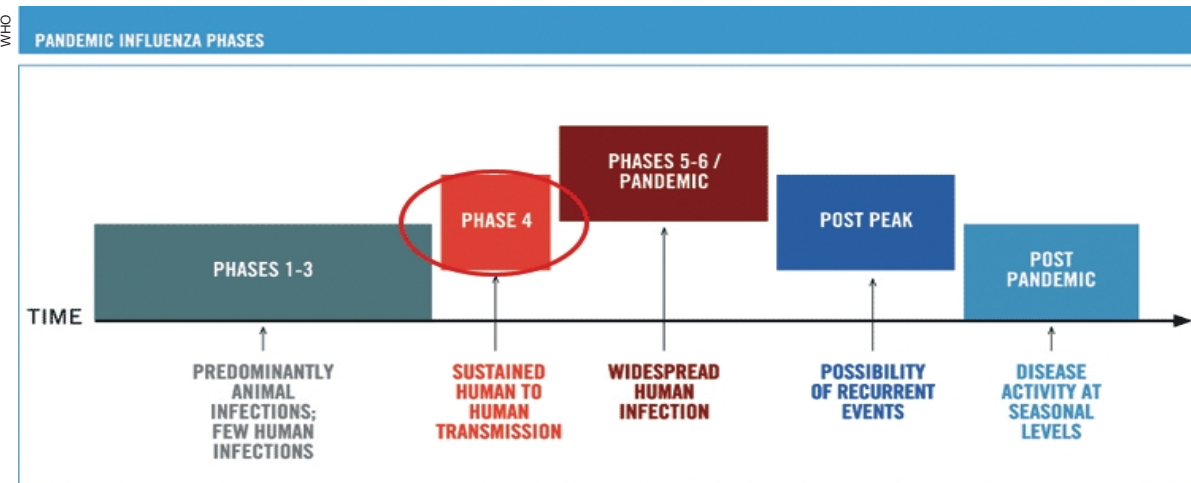 WHO
PANDEMIC INFLUENZA PHASES
PHASES 5-6 /
PANDEMIC
PHASE 4
POST PEAK
PHASES 1-3
POST
PANDEMIC
TIME
PREDOMINANTLY
ANIMAL
INFECTIONS;
FEW HUMAN
INFECTIONS
SUSTAINED
HUMAN TO
HUMAN
TRANSMISSION
WIDESPREAD
HUMAN
INFECTION
POSSIBILITY
OF RECURRENT
EVENTS
DISEASE
ACTIVITY AT
SEASONAL
LEVELS